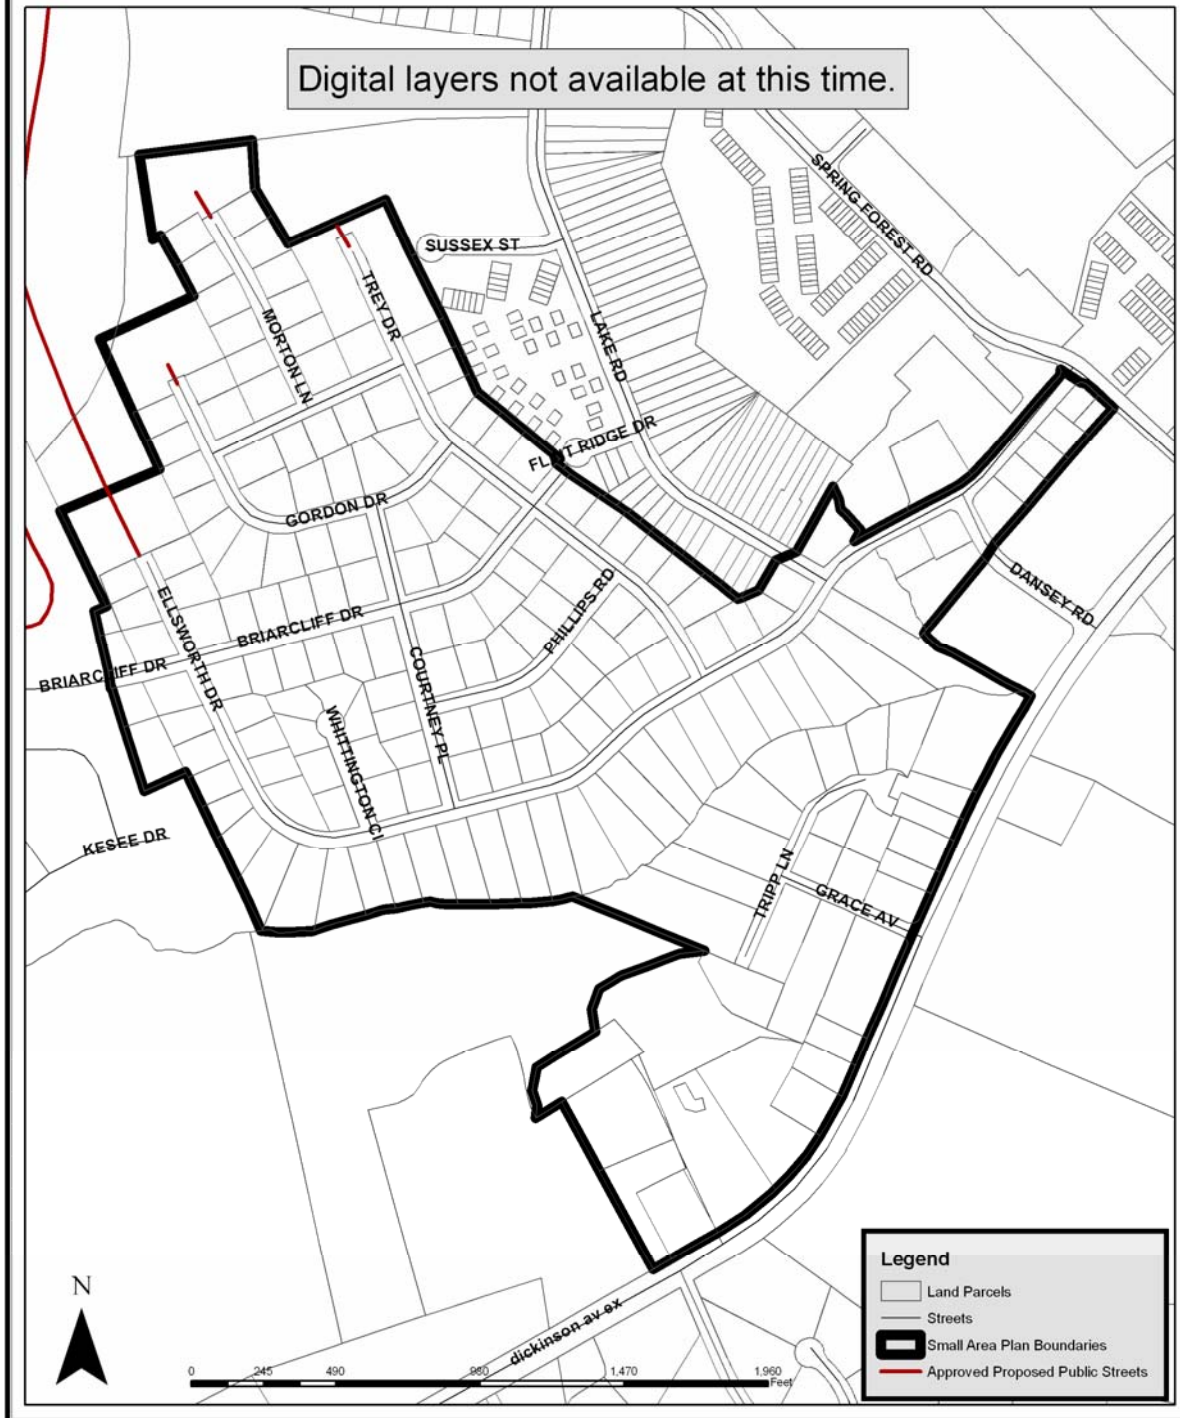 Digital layers not available at this time.
SPRING FOREST RD
SUSSEX ST
TREY DR
LAKE RD
MORTON LN
FLINT RIDGE DR
GORDON DR
DANSEY RD
PHILLIPS RD
ELLSWORTH DR
BRIARCLIFF DR
BRIARCLIFF DR
COURTNEY PL
WHITTINGTON CI
KESEE DR
TRIPP LN
GRACE AV
dickinson av ex
N
0 245 490 980 1,470 1,960
Feet
Legend
Land Parcels
Streets
Small Area Plan Boundaries
Approved Proposed Public Streets